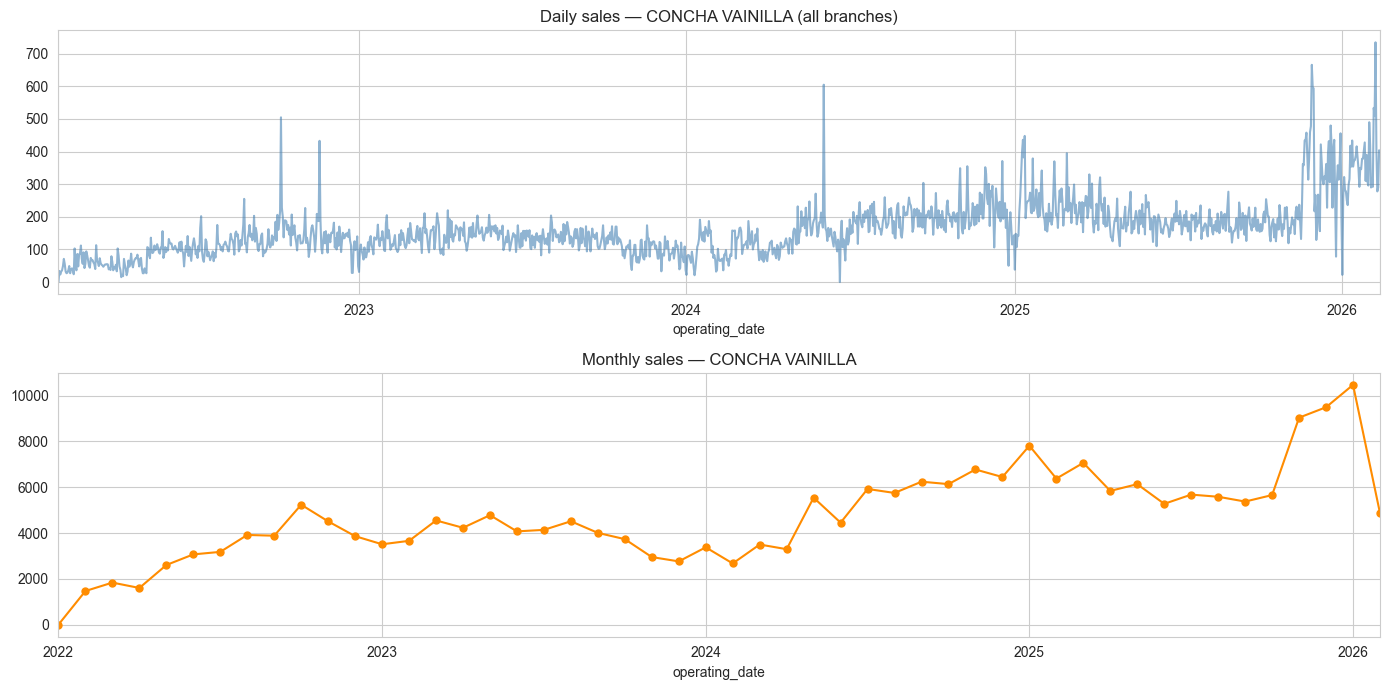 Daily sales — CONCHA VAINILLA (all branches)
700
600
500
400
300
200
100
0
2023 2024 2025 2026
operating_date
Monthly sales — CONCHA VAINILLA
10000
8000
6000
4000
2000
0
2022 2023 2024 2025 2026
operating_date